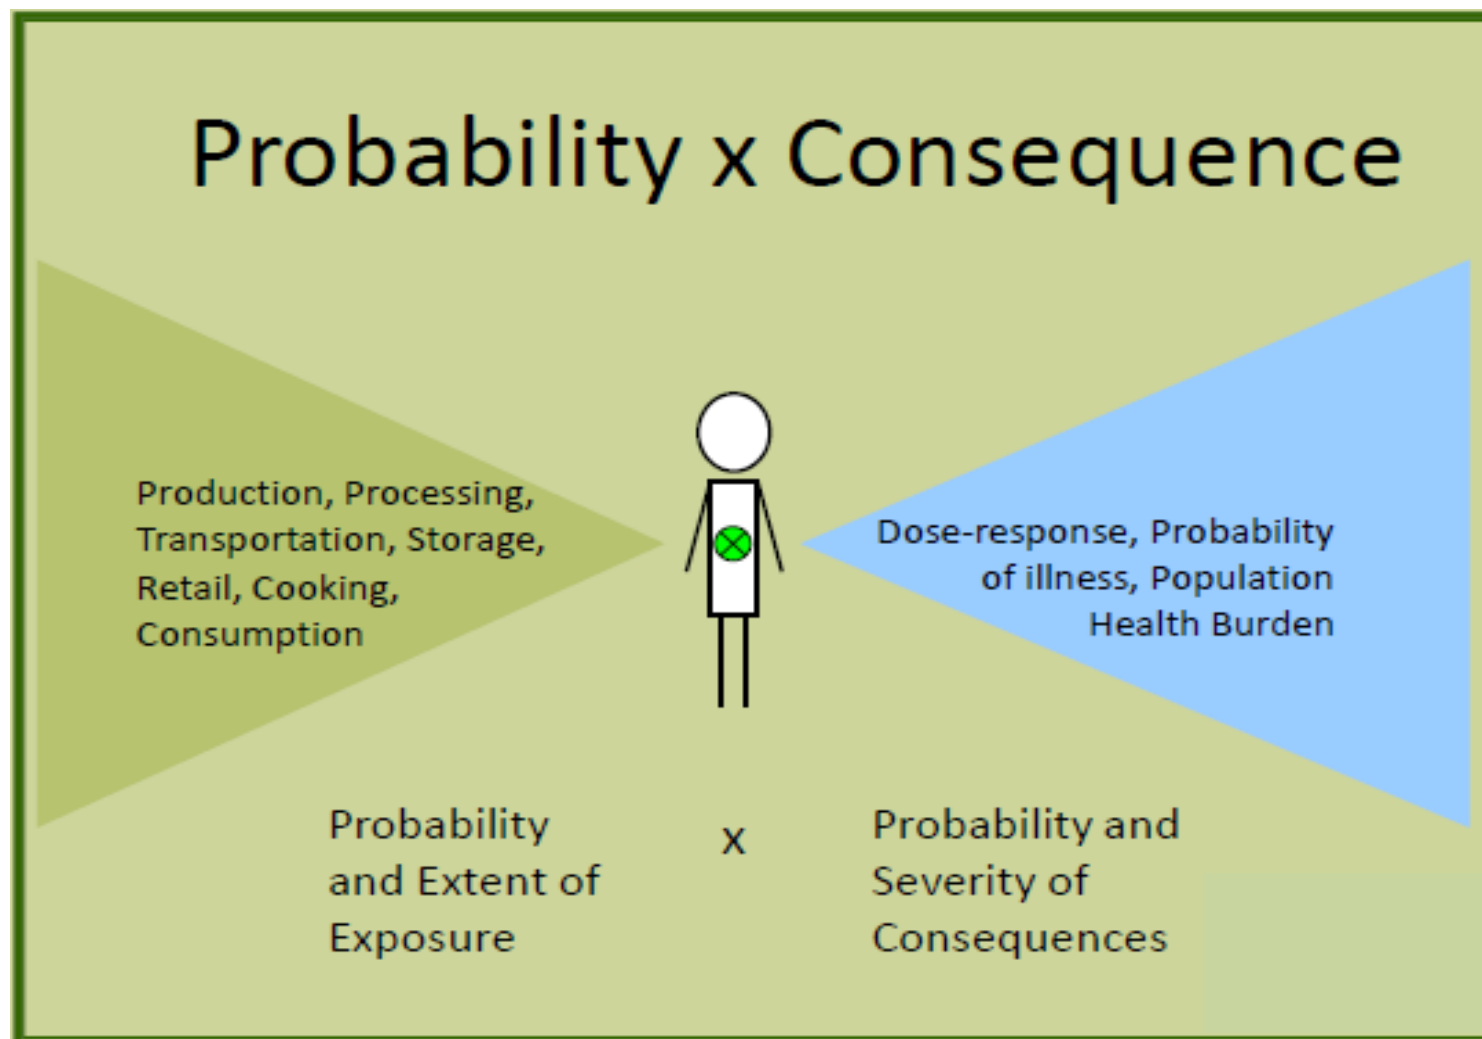 Probability x Consequence
Production, Processing,
Transportation, Storage,
Retail, Cooking,
Consumption
Dose-response, Probability
of illness, Population
Health Burden
Probability
and Extent of
Exposure
x
Probability and
Severity of
Consequences